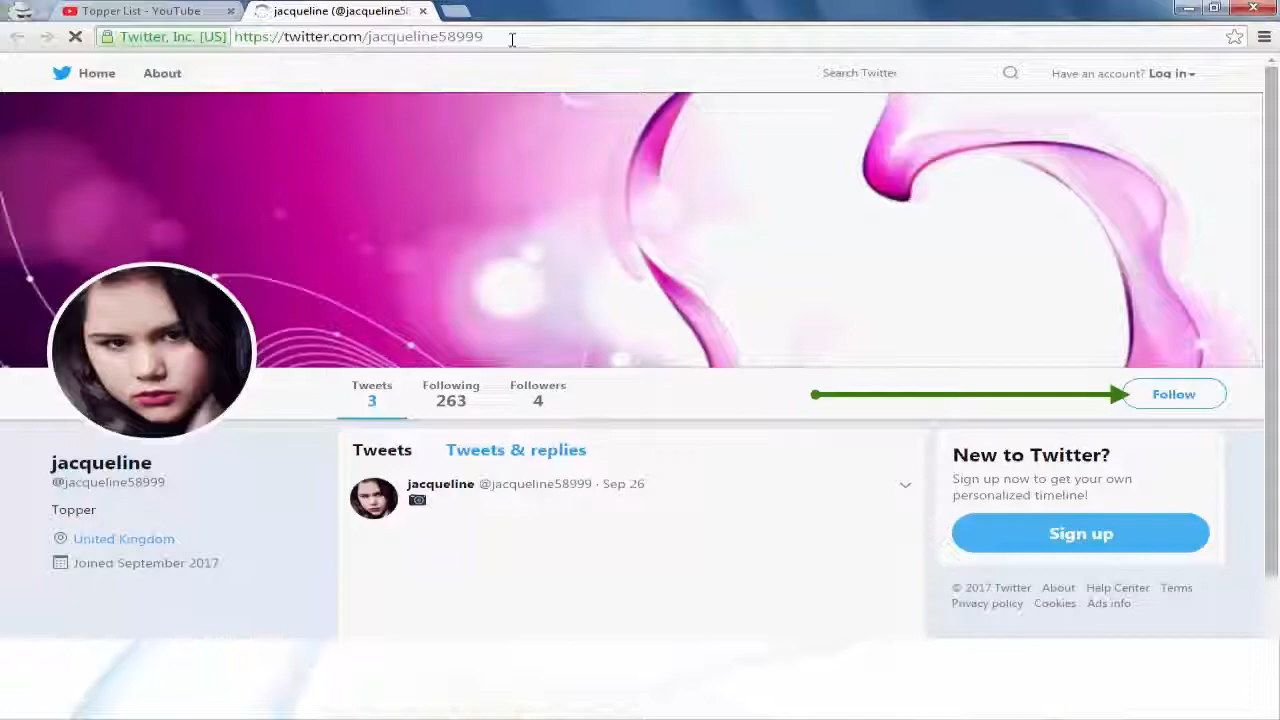 Topper List - YouTube
jacqueline (@jacqueline58
Twitter, Inc. [US]
https://twitter.com/jacqueline58999
Home
About
Search Twitter
Have an account? Log in
Tweets
3
Following
263
Followers
4
Follow
jacqueline
@jacqueline58999
Topper
United Kingdom
Joined September 2017
Tweets
Tweets & replies
jacqueline @jacqueline58999 · Sep 26
New to Twitter?
Sign up now to get your own
personalized timeline!
Sign up
© 2017 Twitter About Help Center Terms
Privacy policy Cookies Ads info